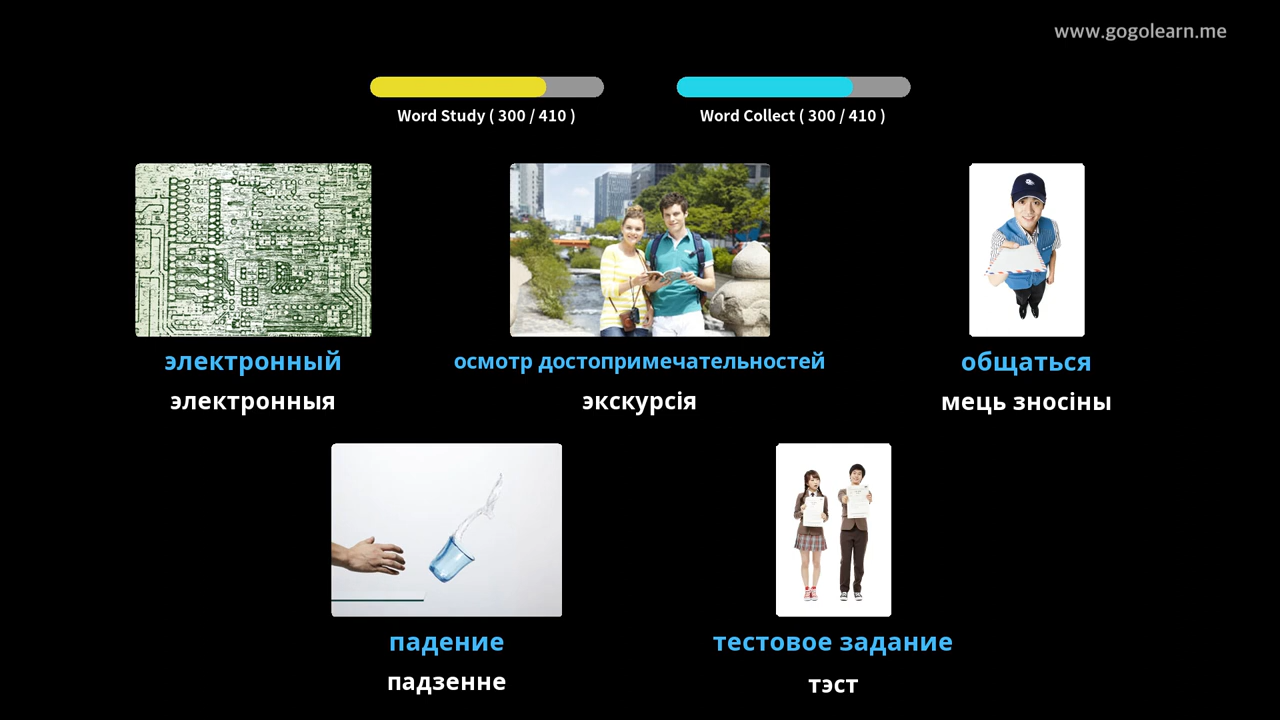 www.gogolearn.me
Word Study ( 300 / 410 )
Word Collect ( 300 / 410 )
электронный
электронныя
осмотр достопримечательностей
экскурсія
общаться
мець зносіны
падение
падзенне
тестовое задание
тэст